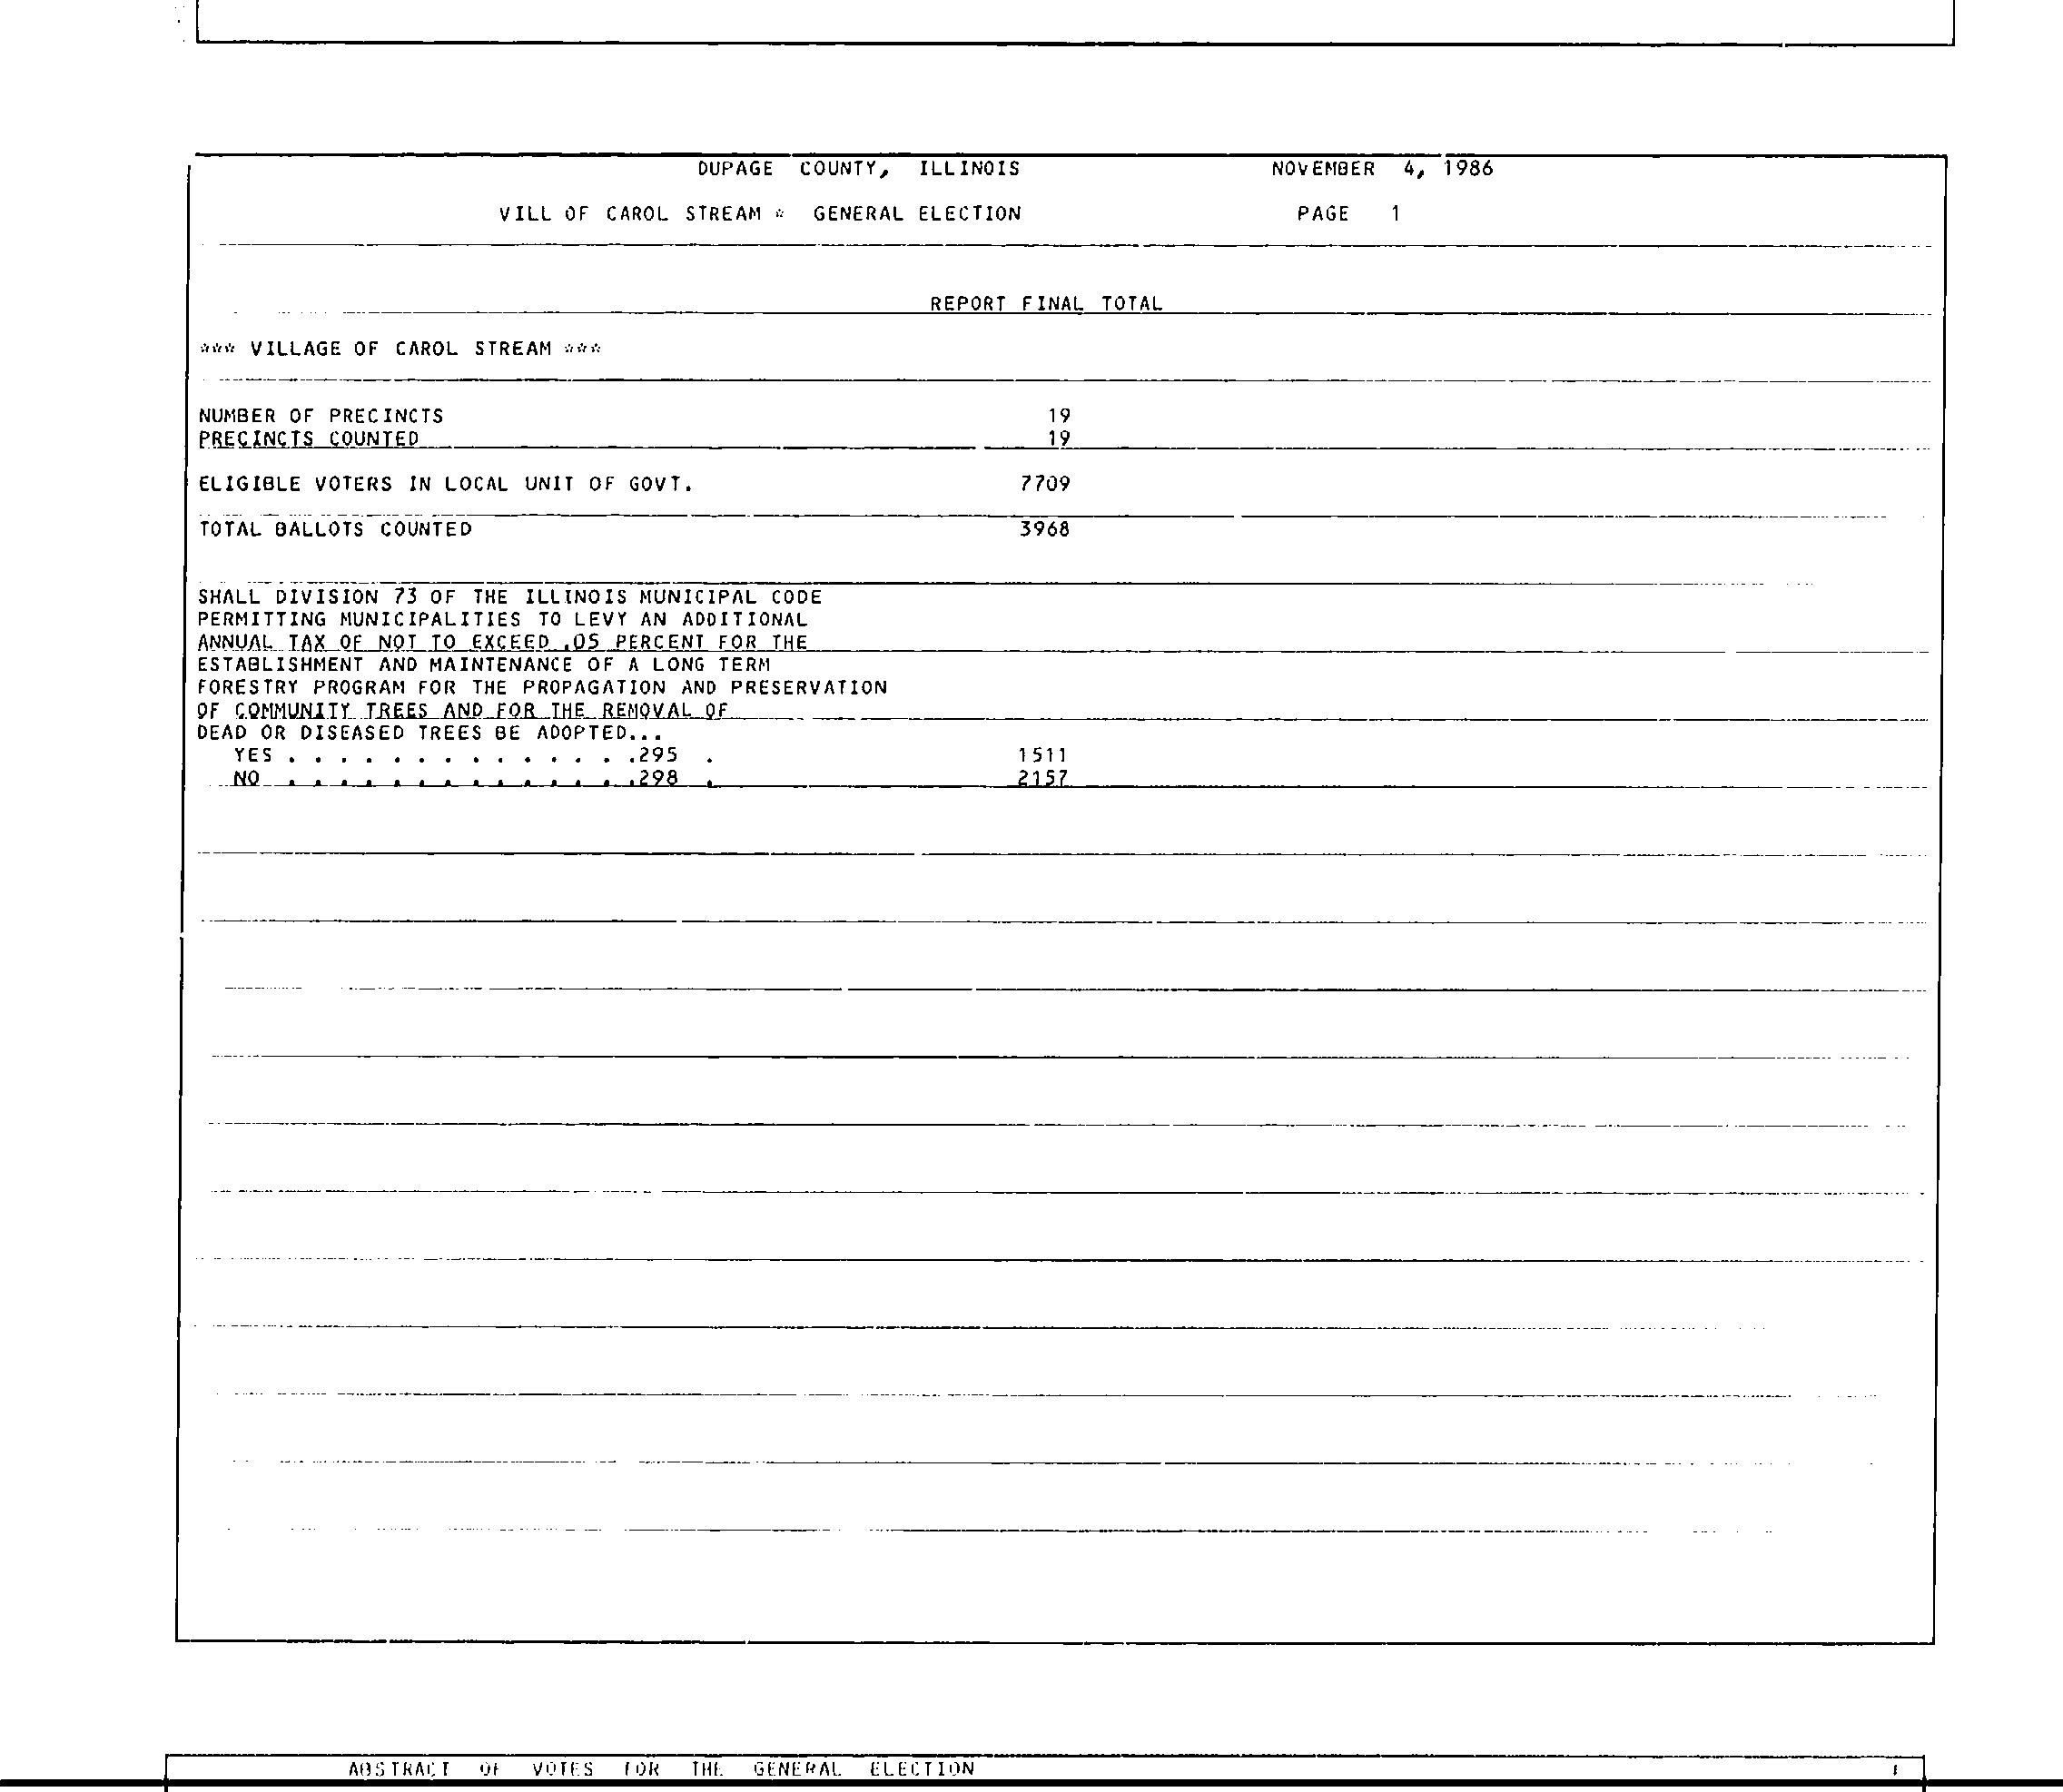 DUPAGE COUNTY, ILLINOIS NOVEMBER 4, 1986
VILL OF CAROL STREAM * GENERAL ELECTION PAGE 1
REPORT FINAL TOTAL
*** VILLAGE OF CAROL STREAM ***
NUMBER OF PRECINCTS 19
PRECINCTS COUNTED 19
ELIGIBLE VOTERS IN LOCAL UNIT OF GOVT. 7709
TOTAL BALLOTS COUNTED 3968
SHALL DIVISION 73 OF THE ILLINOIS MUNICIPAL CODE
PERMITTING MUNICIPALITIES TO LEVY AN ADDITIONAL
ANNUAL TAX OF NOT TO EXCEED .05 PERCENT FOR THE
ESTABLISHMENT AND MAINTENANCE OF A LONG TERM
FORESTRY PROGRAM FOR THE PROPAGATION AND PRESERVATION
OF COMMUNITY TREES AND FOR THE REMOVAL OF
DEAD OR DISEASED TREES BE ADOPTED...
YES . . . . . . . . . . . . . .295 . 1511
NO . . . . . . . . . . . . . .298 . 2157
ABSTRACT OF VOTES FOR THE GENERAL ELECTION